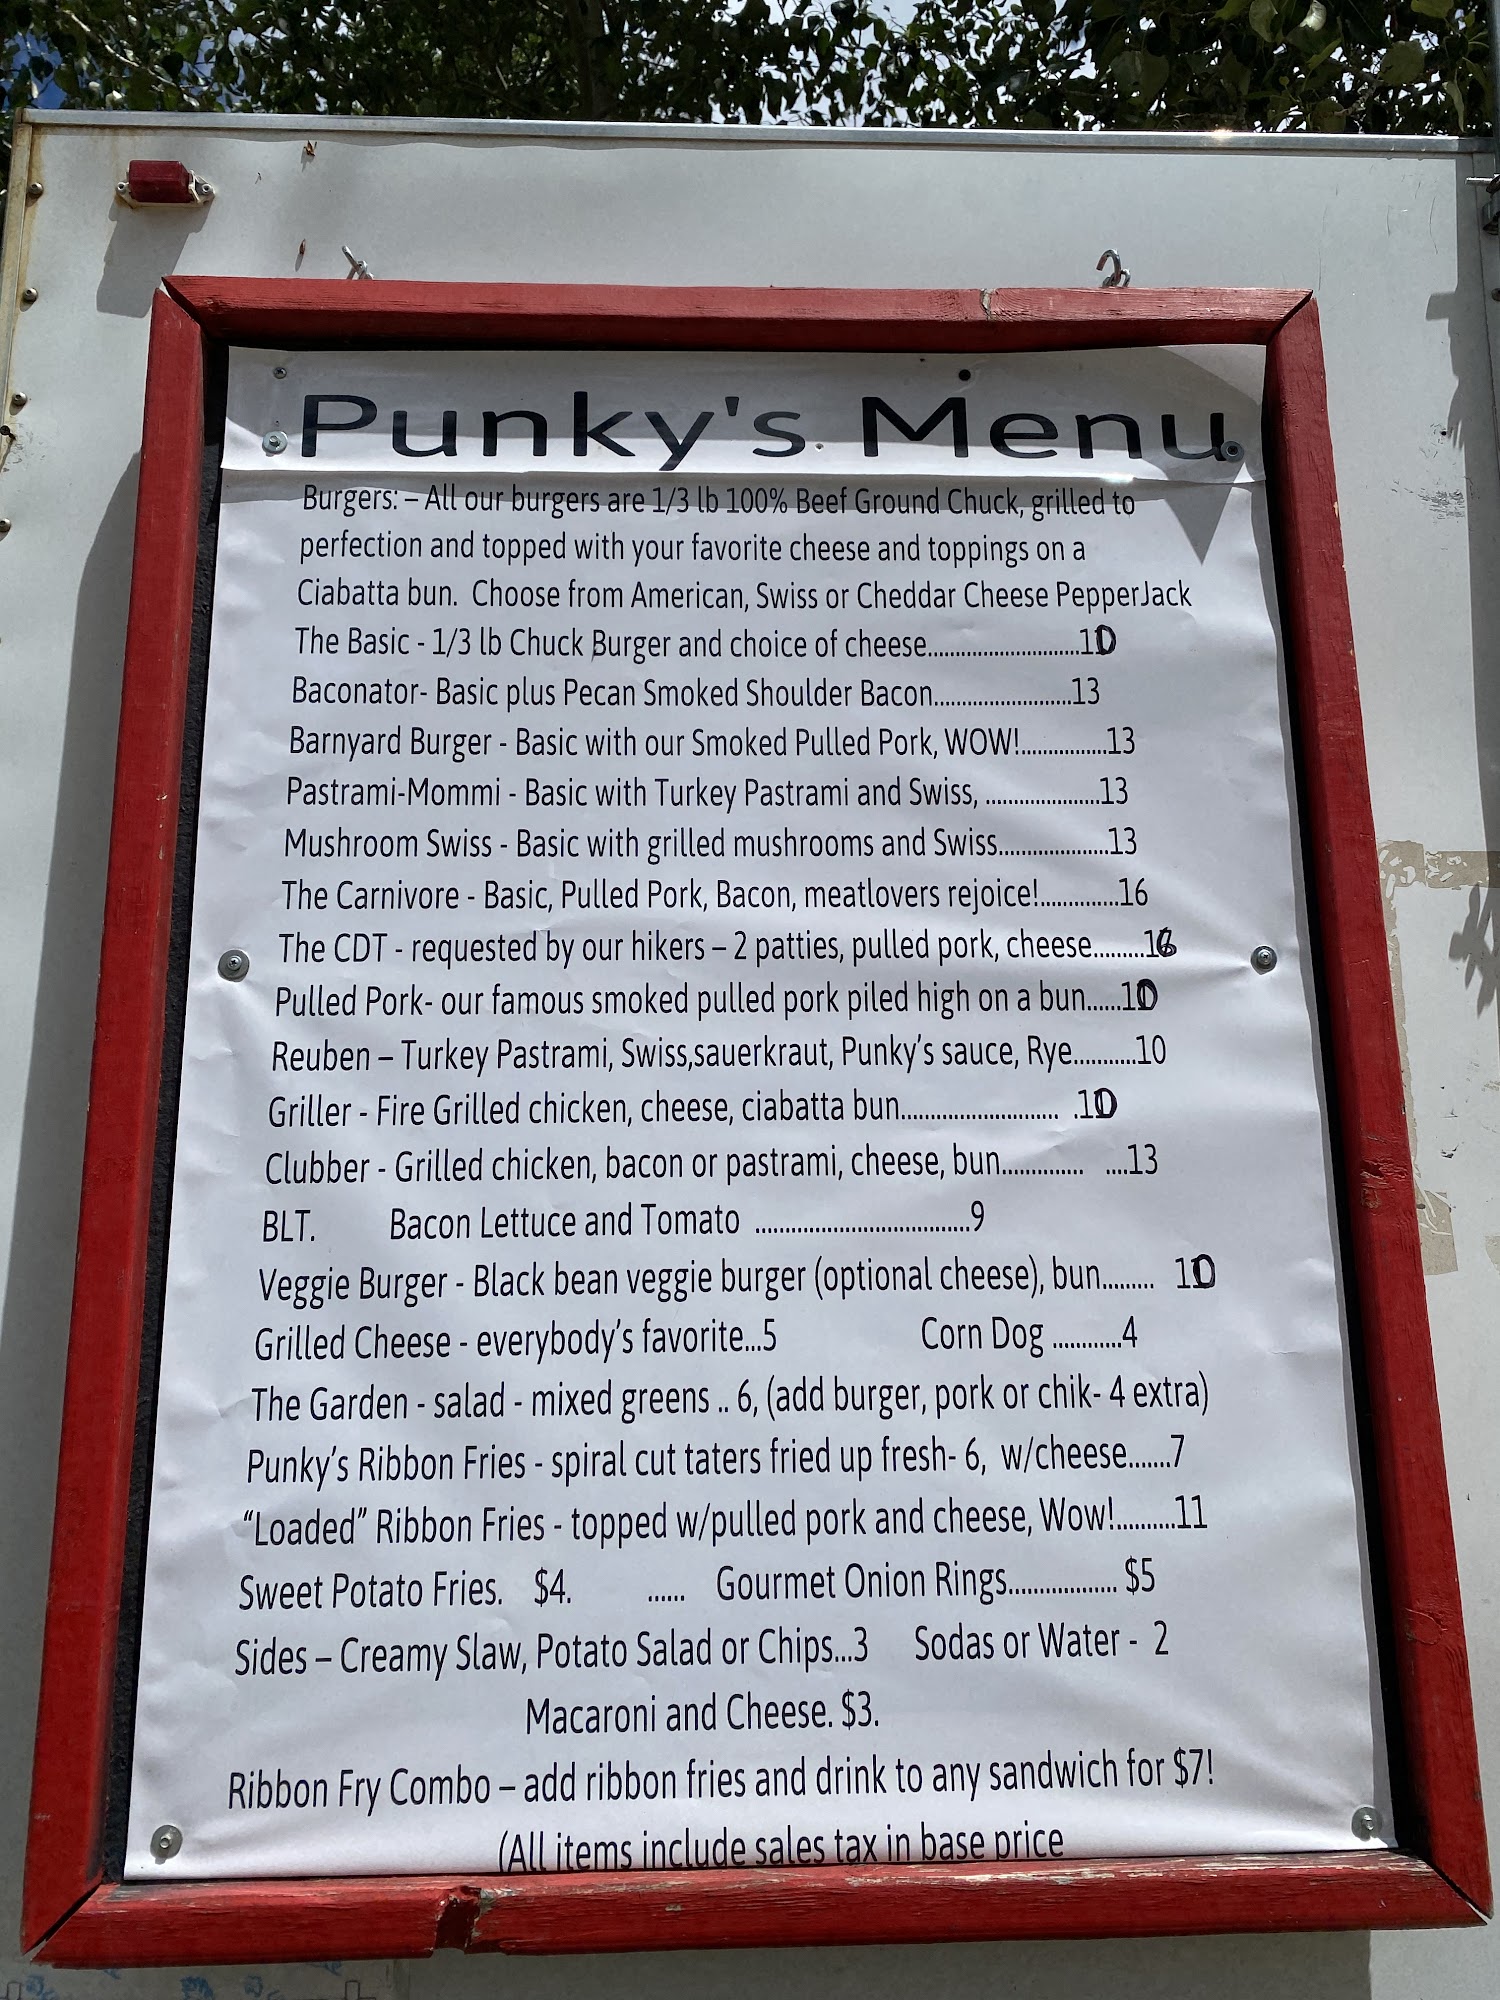 Punky's Menu
Burgers: – All our burgers are 1/3 lb 100% Beef Ground Chuck, grilled to
perfection and topped with your favorite cheese and toppings on a
Ciabatta bun. Choose from American, Swiss or Cheddar Cheese PepperJack
The Basic - 1/3 lb Chuck Burger and choice of cheese...........................10
Baconator- Basic plus Pecan Smoked Shoulder Bacon.........................13
Barnyard Burger - Basic with our Smoked Pulled Pork, WOW!...............13
Pastrami-Mommi - Basic with Turkey Pastrami and Swiss, ....................13
Mushroom Swiss - Basic with grilled mushrooms and Swiss...................13
The Carnivore - Basic, Pulled Pork, Bacon, meatlovers rejoice!..............16
The CDT - requested by our hikers – 2 patties, pulled pork, cheese.........16
Pulled Pork- our famous smoked pulled pork piled high on a bun......10
Reuben – Turkey Pastrami, Swiss,sauerkraut, Punky's sauce, Rye...........10
Griller - Fire Grilled chicken, cheese, ciabatta bun........................... .10
Clubber - Grilled chicken, bacon or pastrami, cheese, bun.............. ....13
BLT. Bacon Lettuce and Tomato .....................................9
Veggie Burger - Black bean veggie burger (optional cheese), bun......... 10
Grilled Cheese - everybody's favorite...5 Corn Dog ............4
The Garden - salad - mixed greens .. 6, (add burger, pork or chik- 4 extra)
Punky's Ribbon Fries - spiral cut taters fried up fresh- 6, w/cheese.......7
“Loaded” Ribbon Fries - topped w/pulled pork and cheese, Wow!..........11
Sweet Potato Fries. $4. ...... Gourmet Onion Rings.................. $5
Sides – Creamy Slaw, Potato Salad or Chips...3 Sodas or Water - 2
Macaroni and Cheese. $3.
Ribbon Fry Combo – add ribbon fries and drink to any sandwich for $7!
(All items include sales tax in base price